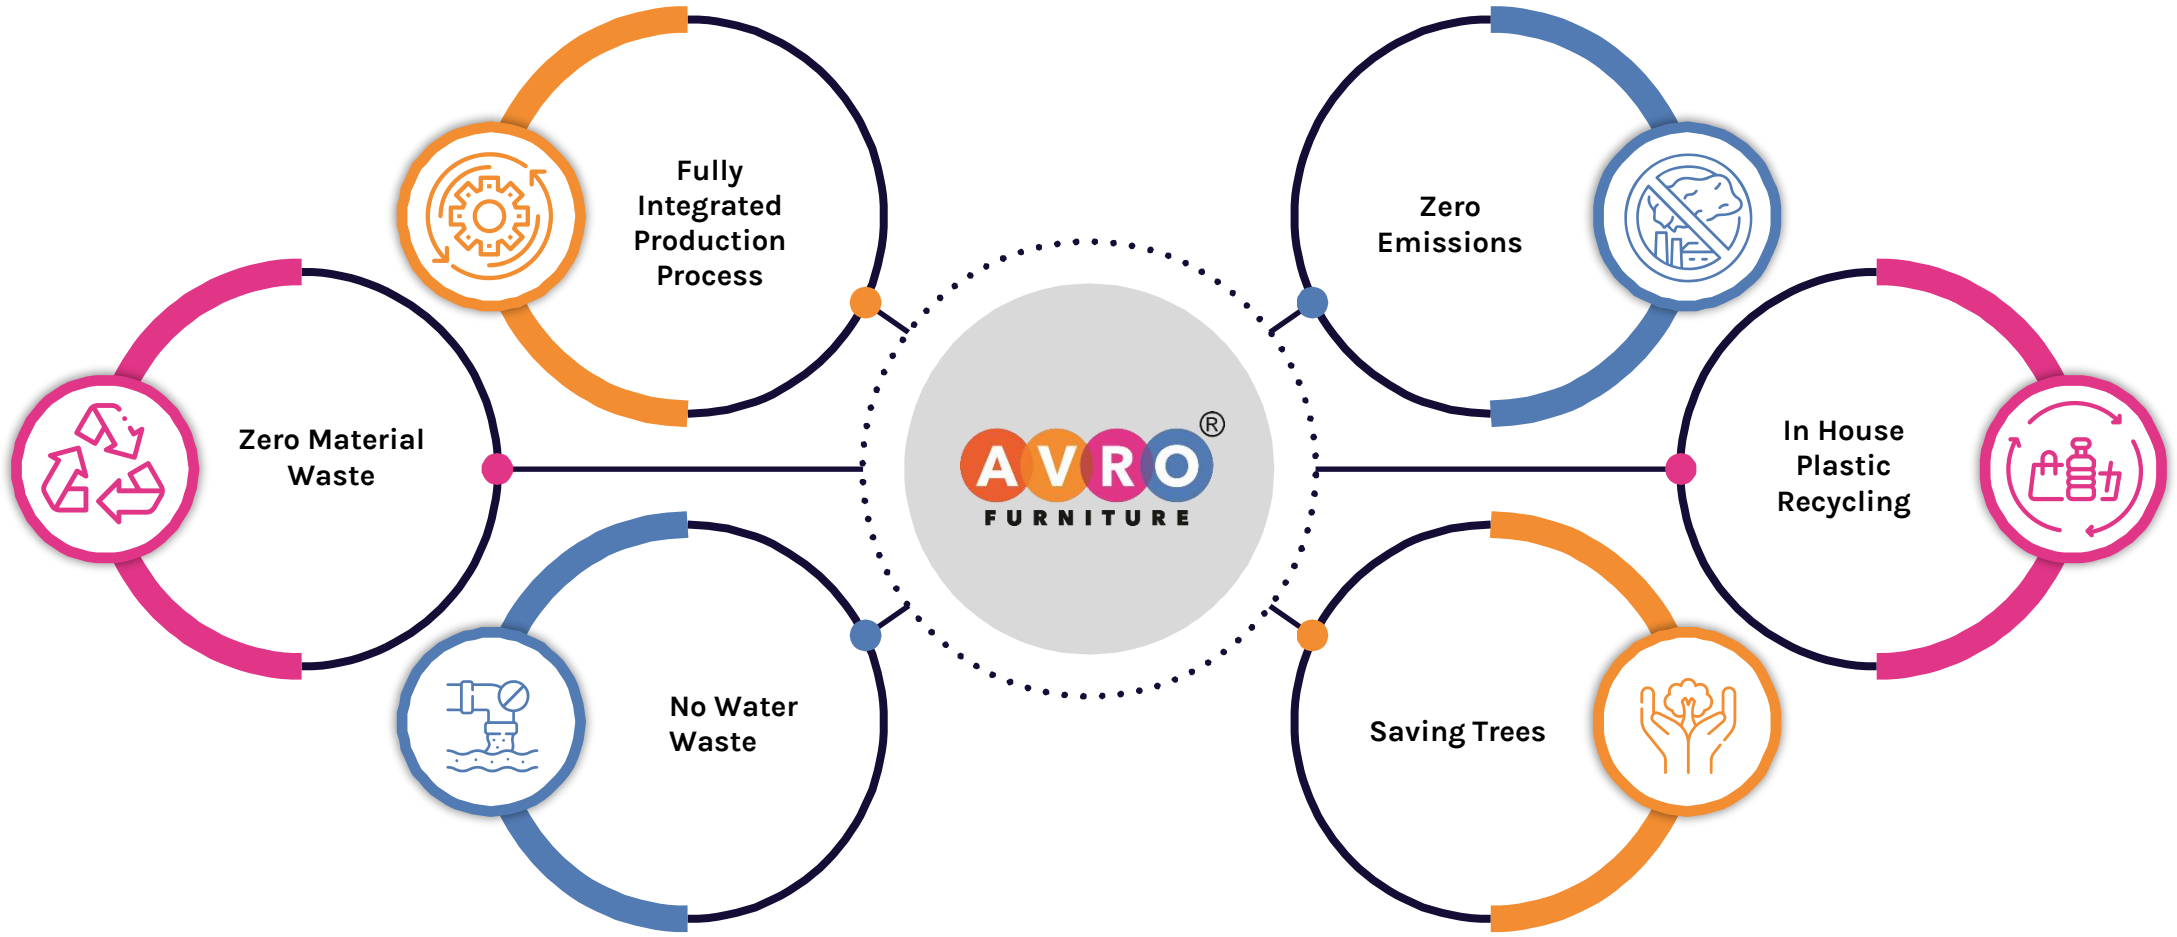 Fully
Integrated
Production
Process
Zero
Emissions
Zero Material
Waste
AVRO®
FURNITURE
In House
Plastic
Recycling
No Water
Waste
Saving Trees